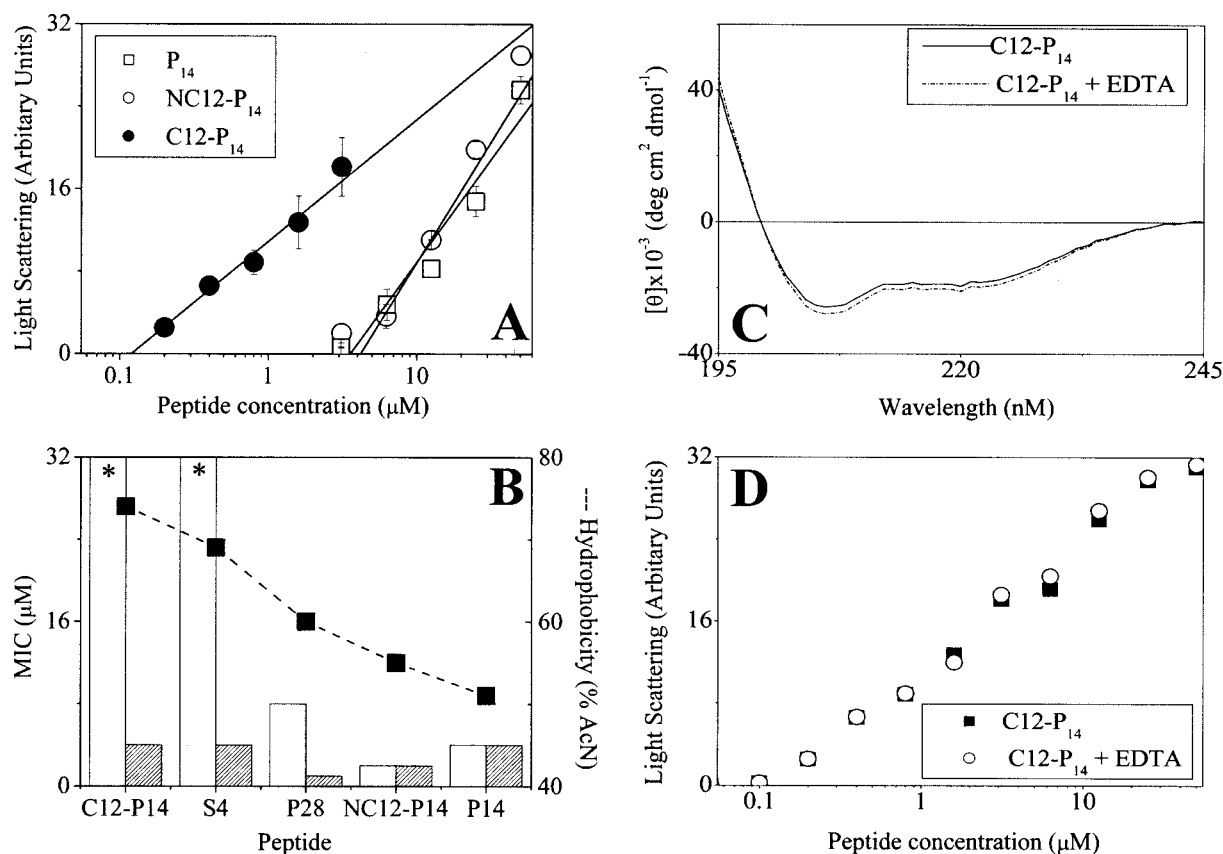 32
16
0
Light Scattering (Arbitary Units)
P14
NC12-P14
C12-P14
A
0.1
1
10
Peptide concentration (μM)
40
0
-40
[θ]x10-3 (deg cm2 dmol-1)
C12-P14
C12-P14 + EDTA
C
195
220
245
Wavelength (nM)
32
16
0
MIC (μM)
*
*
B
80
60
40
--- Hydrophobicity (% AcN)
C12-P14
S4
P28
NC12-P14
P14
Peptide
32
16
0
Light Scattering (Arbitary Units)
D
C12-P14
C12-P14 + EDTA
0.1
1
10
Peptide concentration (μM)